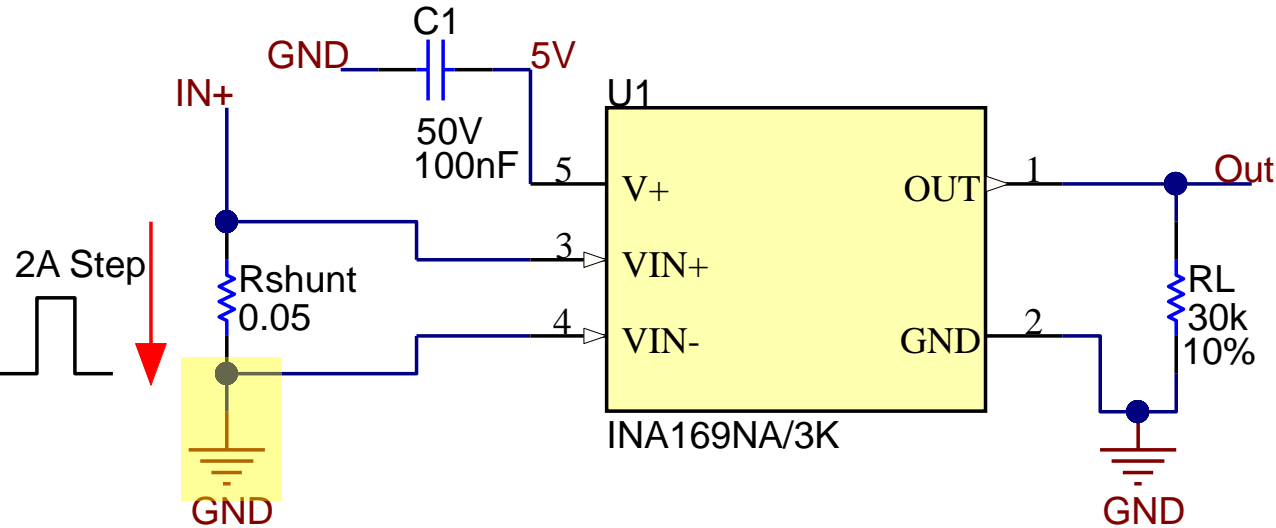 C1
GND
5V
IN+
U1
50V
100nF
5
V+
OUT
1
Out
2A Step
3
VIN+
Rshunt
0.05
RL
30k
10%
4
VIN-
GND
2
INA169NA/3K
GND
GND